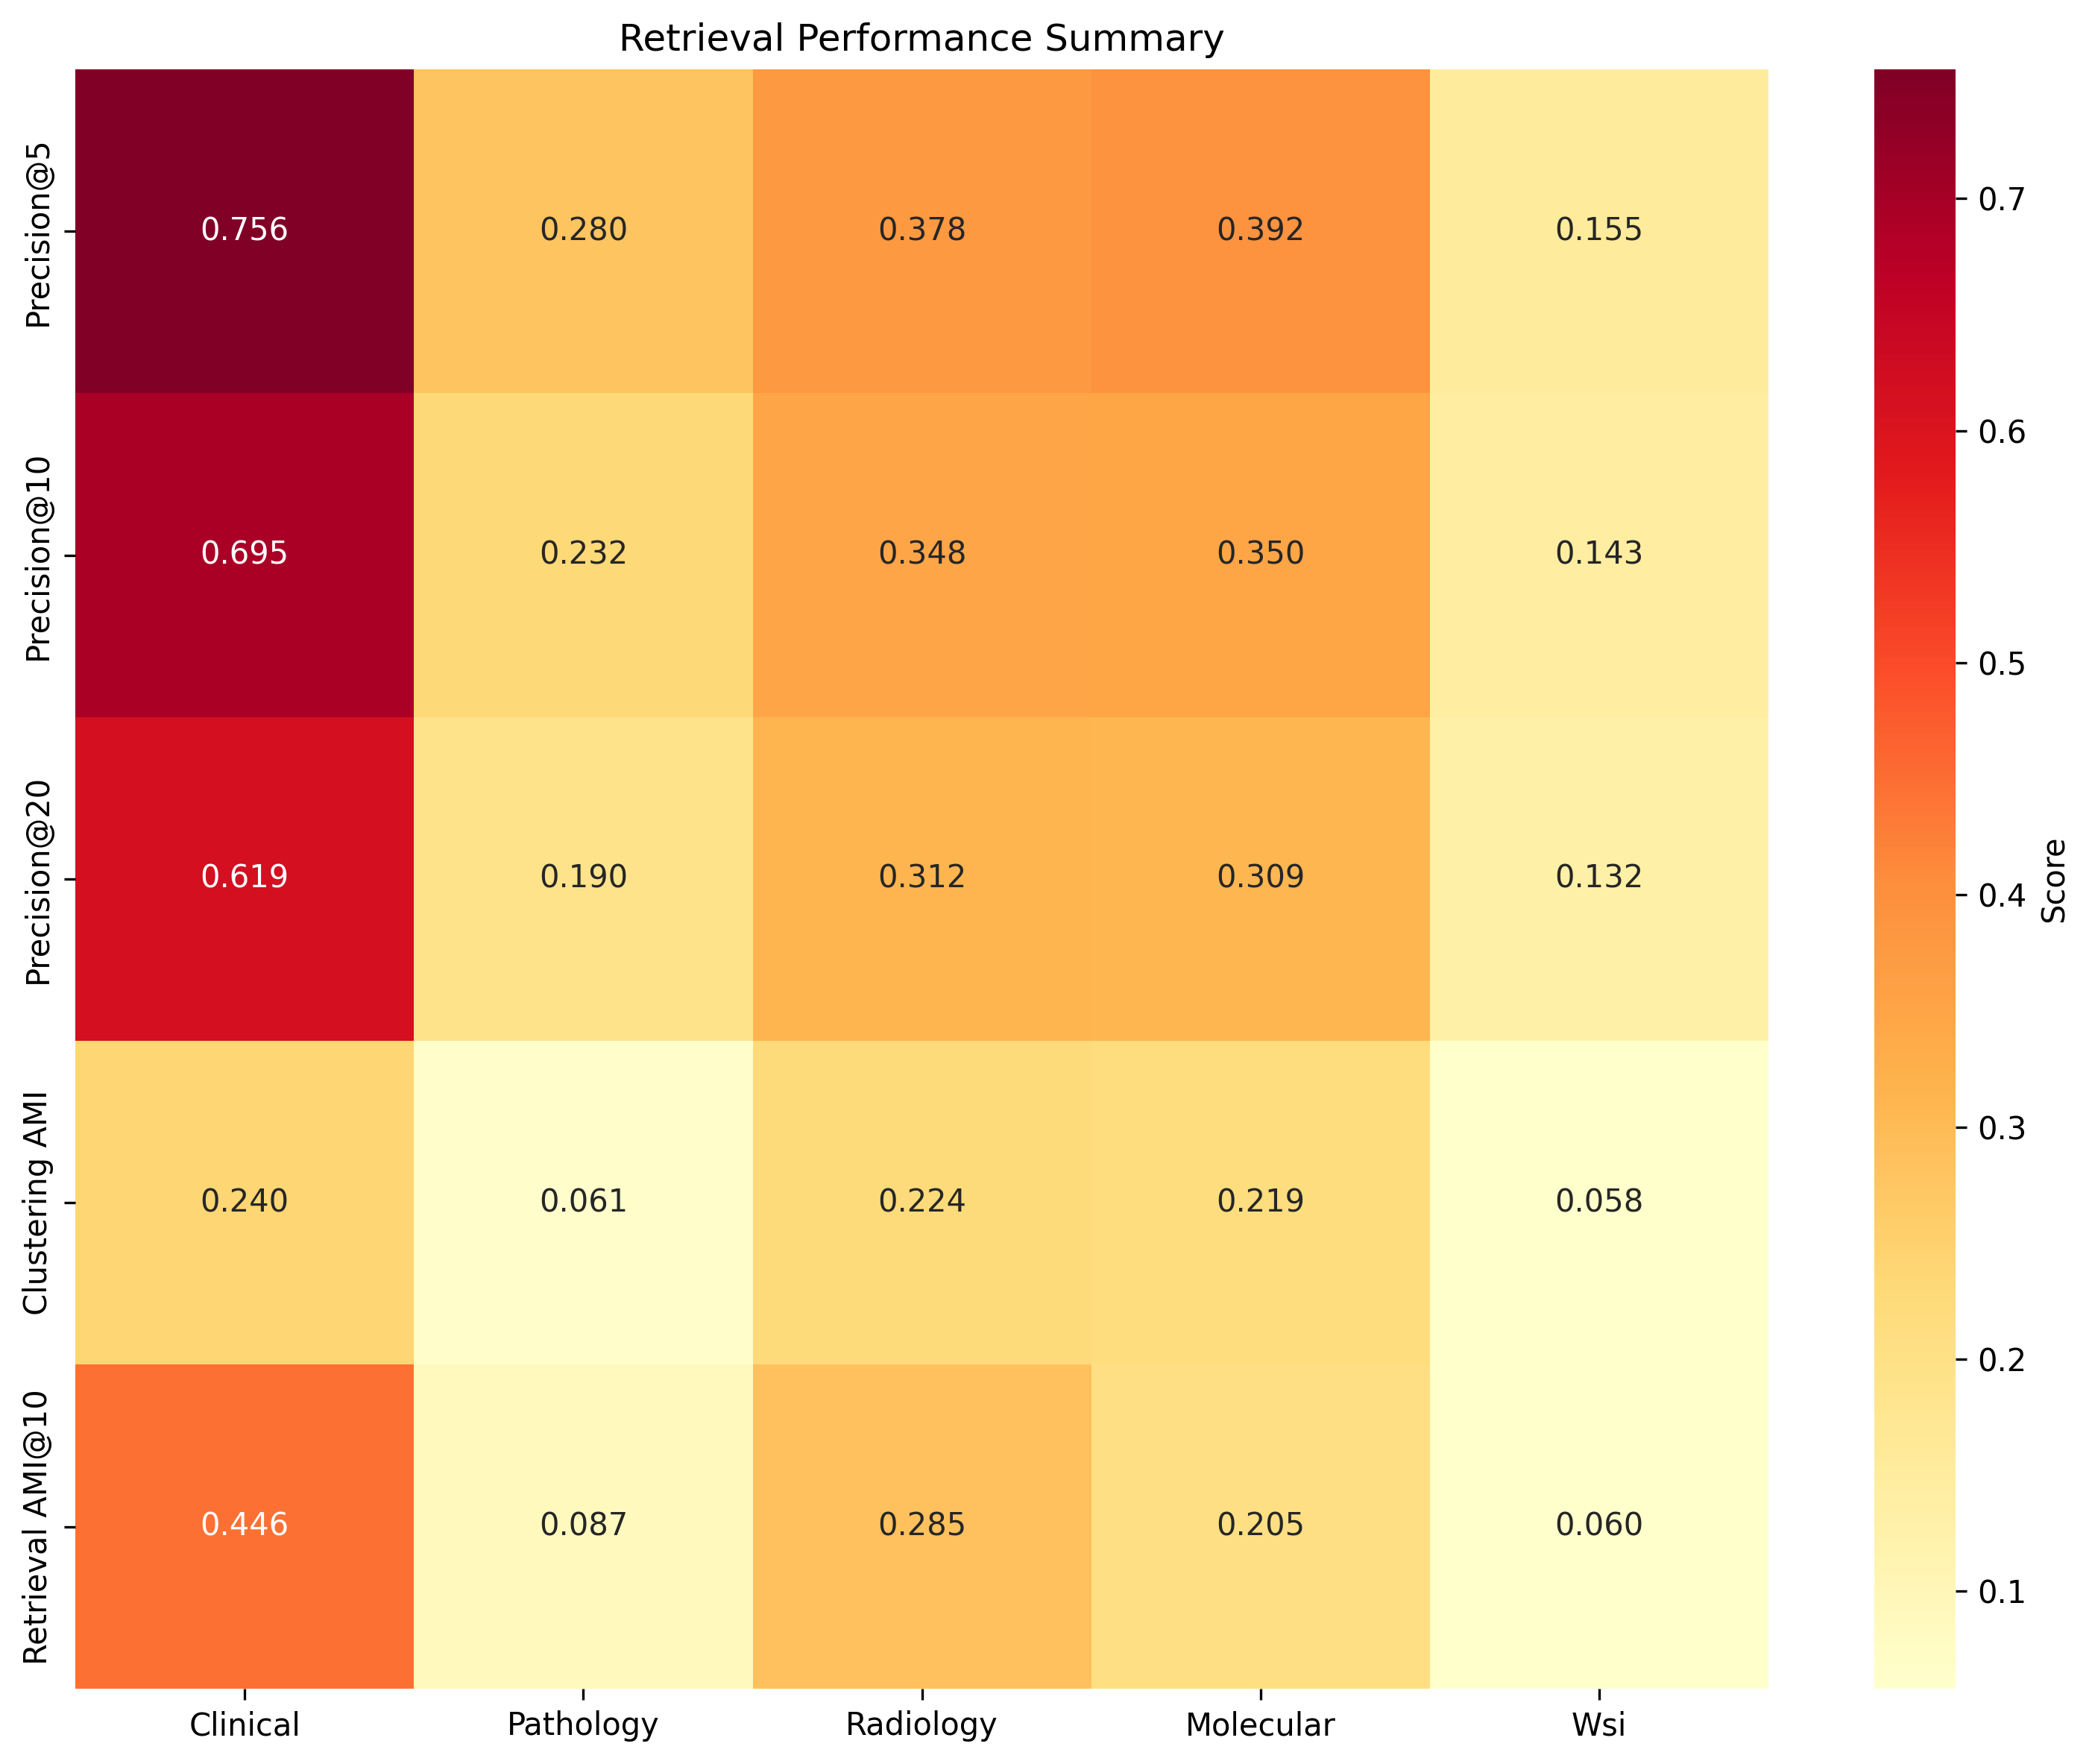 Retrieval Performance Summary
Precision@5
0.756 0.280 0.378 0.392 0.155
Precision@10
0.695 0.232 0.348 0.350 0.143
Precision@20
0.619 0.190 0.312 0.309 0.132
Clustering AMI
0.240 0.061 0.224 0.219 0.058
Retrieval AMI@10
0.446 0.087 0.285 0.205 0.060
Clinical Pathology Radiology Molecular Wsi
0.7
0.6
0.5
0.4
0.3
0.2
0.1
Score